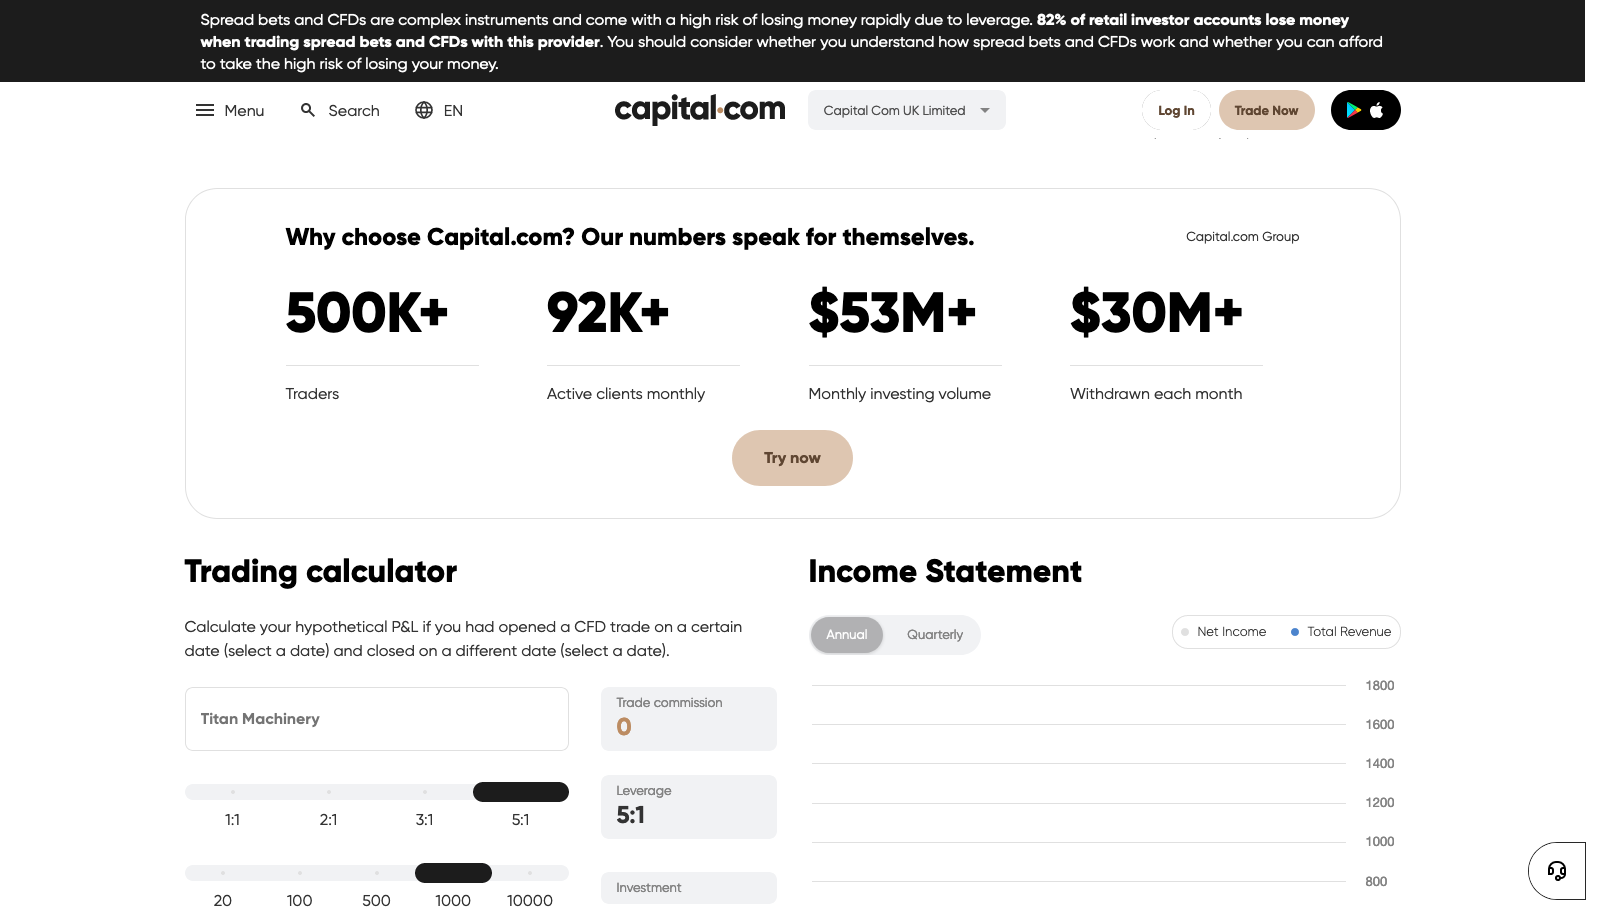 Spread bets and CFDs are complex instruments and come with a high risk of losing money rapidly due to leverage. 82% of retail investor accounts lose money
when trading spread bets and CFDs with this provider. You should consider whether you understand how spread bets and CFDs work and whether you can afford
to take the high risk of losing your money.
Menu
Search
EN
capital.com
Capital Com UK Limited
Log In
Trade Now
Why choose Capital.com? Our numbers speak for themselves.
Capital.com Group
500K+
92K+
$53M+
$30M+
Traders
Active clients monthly
Monthly investing volume
Withdrawn each month
Try now
Trading calculator
Calculate your hypothetical P&L if you had opened a CFD trade on a certain
date (select a date) and closed on a different date (select a date).
Titan Machinery
Trade commission
0
1:1
2:1
3:1
5:1
Leverage
5:1
20
100
500
1000
10000
Investment
Income Statement
Annual
Quarterly
Net Income
Total Revenue
1800
1600
1400
1200
1000
800